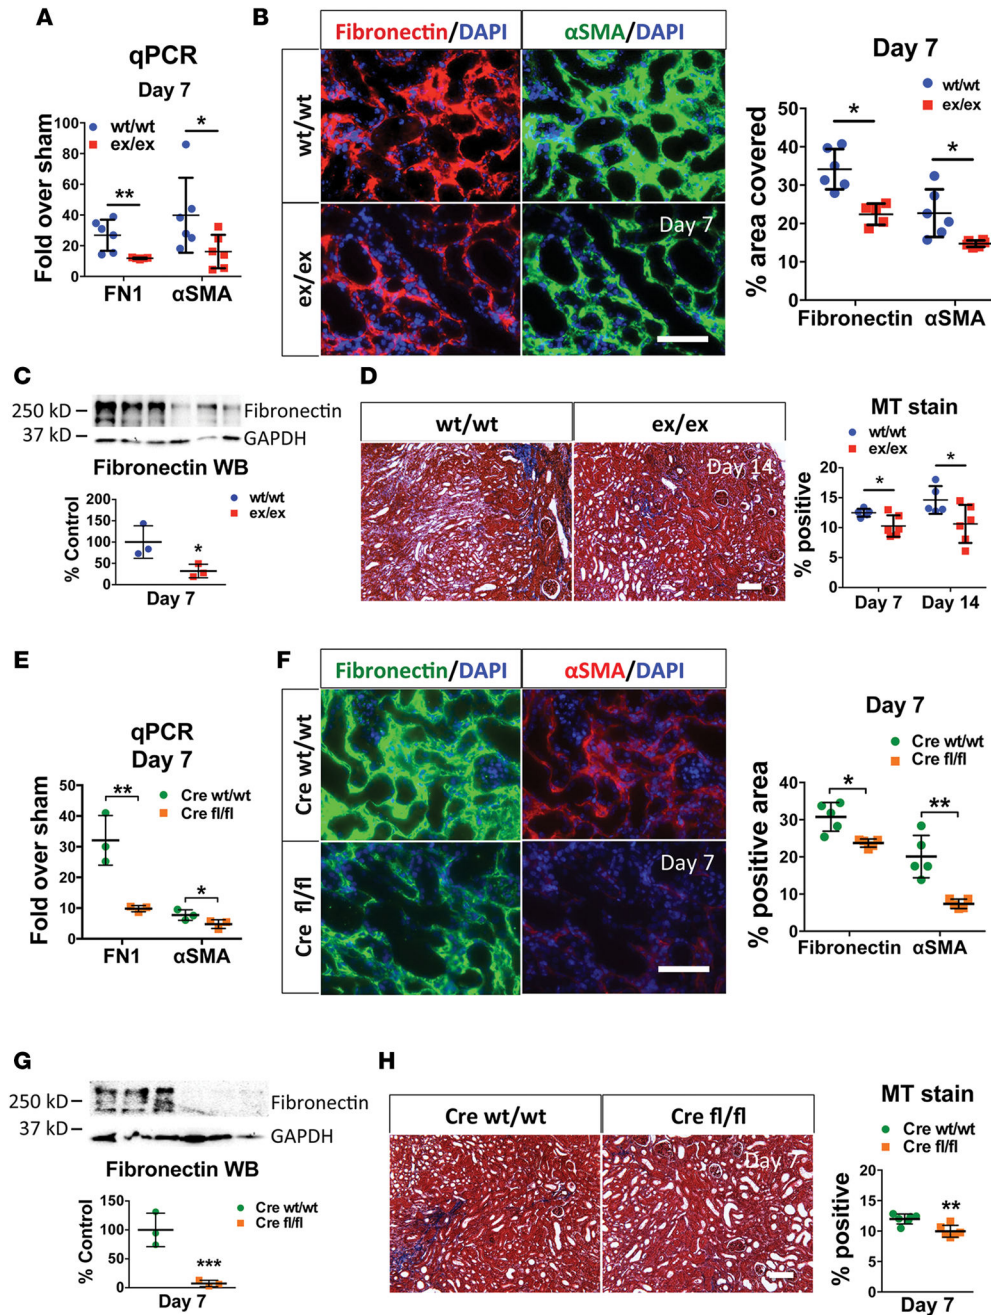 A
qPCR
Day 7
wt/wt
ex/ex
*
**
Fold over sham
100
80
60
40
20
0
FN1
αSMA
B
Fibronectin/DAPI
αSMA/DAPI
wt/wt
ex/ex
Day 7
Day 7
wt/wt
ex/ex
% area covered
50
40
30
20
10
0
*
*
Fibronectin
αSMA
C
250 kD
37 kD
Fibronectin
GAPDH
Fibronectin WB
% Control
100
75
50
25
0
wt/wt
ex/ex
*
Day 7
D
wt/wt
ex/ex
Day 14
MT stain
wt/wt
ex/ex
% positive
20
15
10
5
0
*
*
Day 7
Day 14
E
qPCR
Day 7
Cre wt/wt
Cre fl/fl
Fold over sham
50
40
30
20
10
0
**
*
FN1
αSMA
F
Fibronectin/DAPI
αSMA/DAPI
Cre wt/wt
Cre fl/fl
Day 7
Day 7
Cre wt/wt
Cre fl/fl
% positive area
40
30
20
10
0
*
**
Fibronectin
αSMA
G
250 kD
37 kD
Fibronectin
GAPDH
Fibronectin WB
% Control
150
100
50
0
Cre wt/wt
Cre fl/fl
***
Day 7
H
Cre wt/wt
Cre fl/fl
Day 7
MT stain
Cre wt/wt
Cre fl/fl
% positive
20
15
10
5
0
**
Day 7